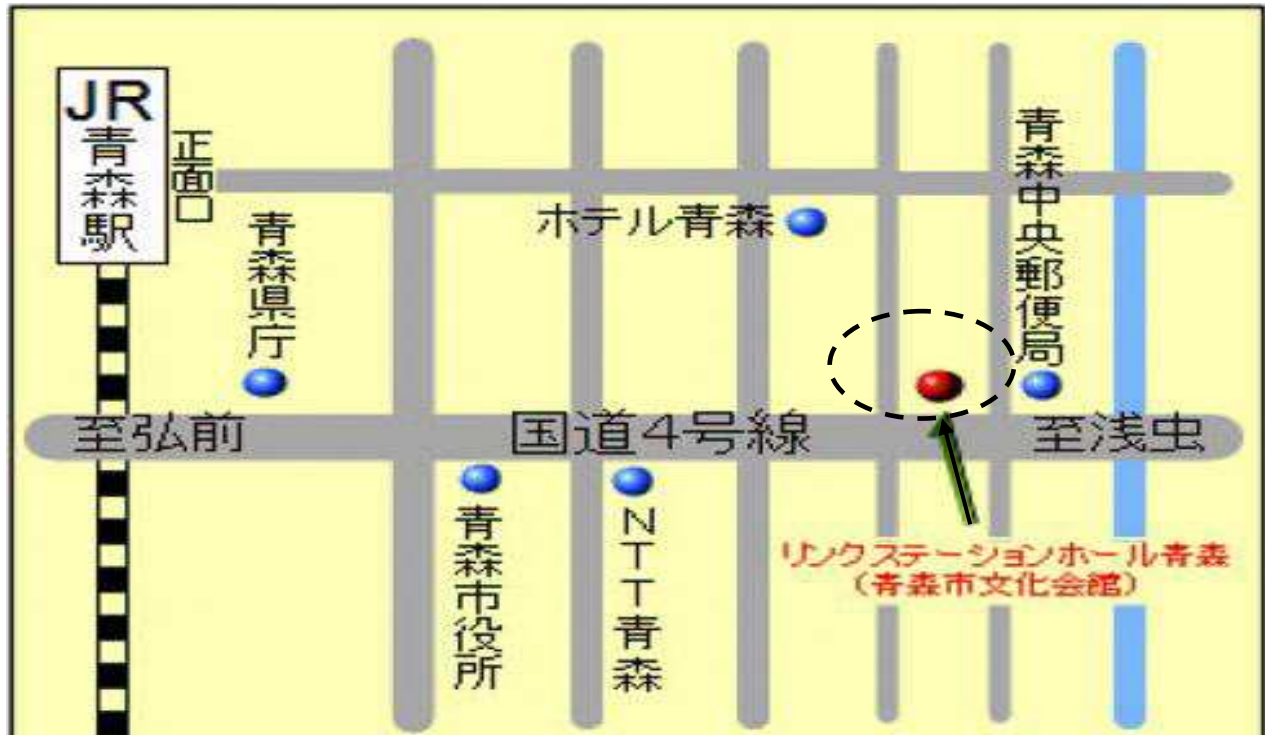 JR
青森駅
正面口
青森県庁
ホテル青森
青森中央郵便局
至弘前
国道4号線
至浅虫
青森市役所
NTT青森
リンクステーションホール青森
(青森市文化会館)